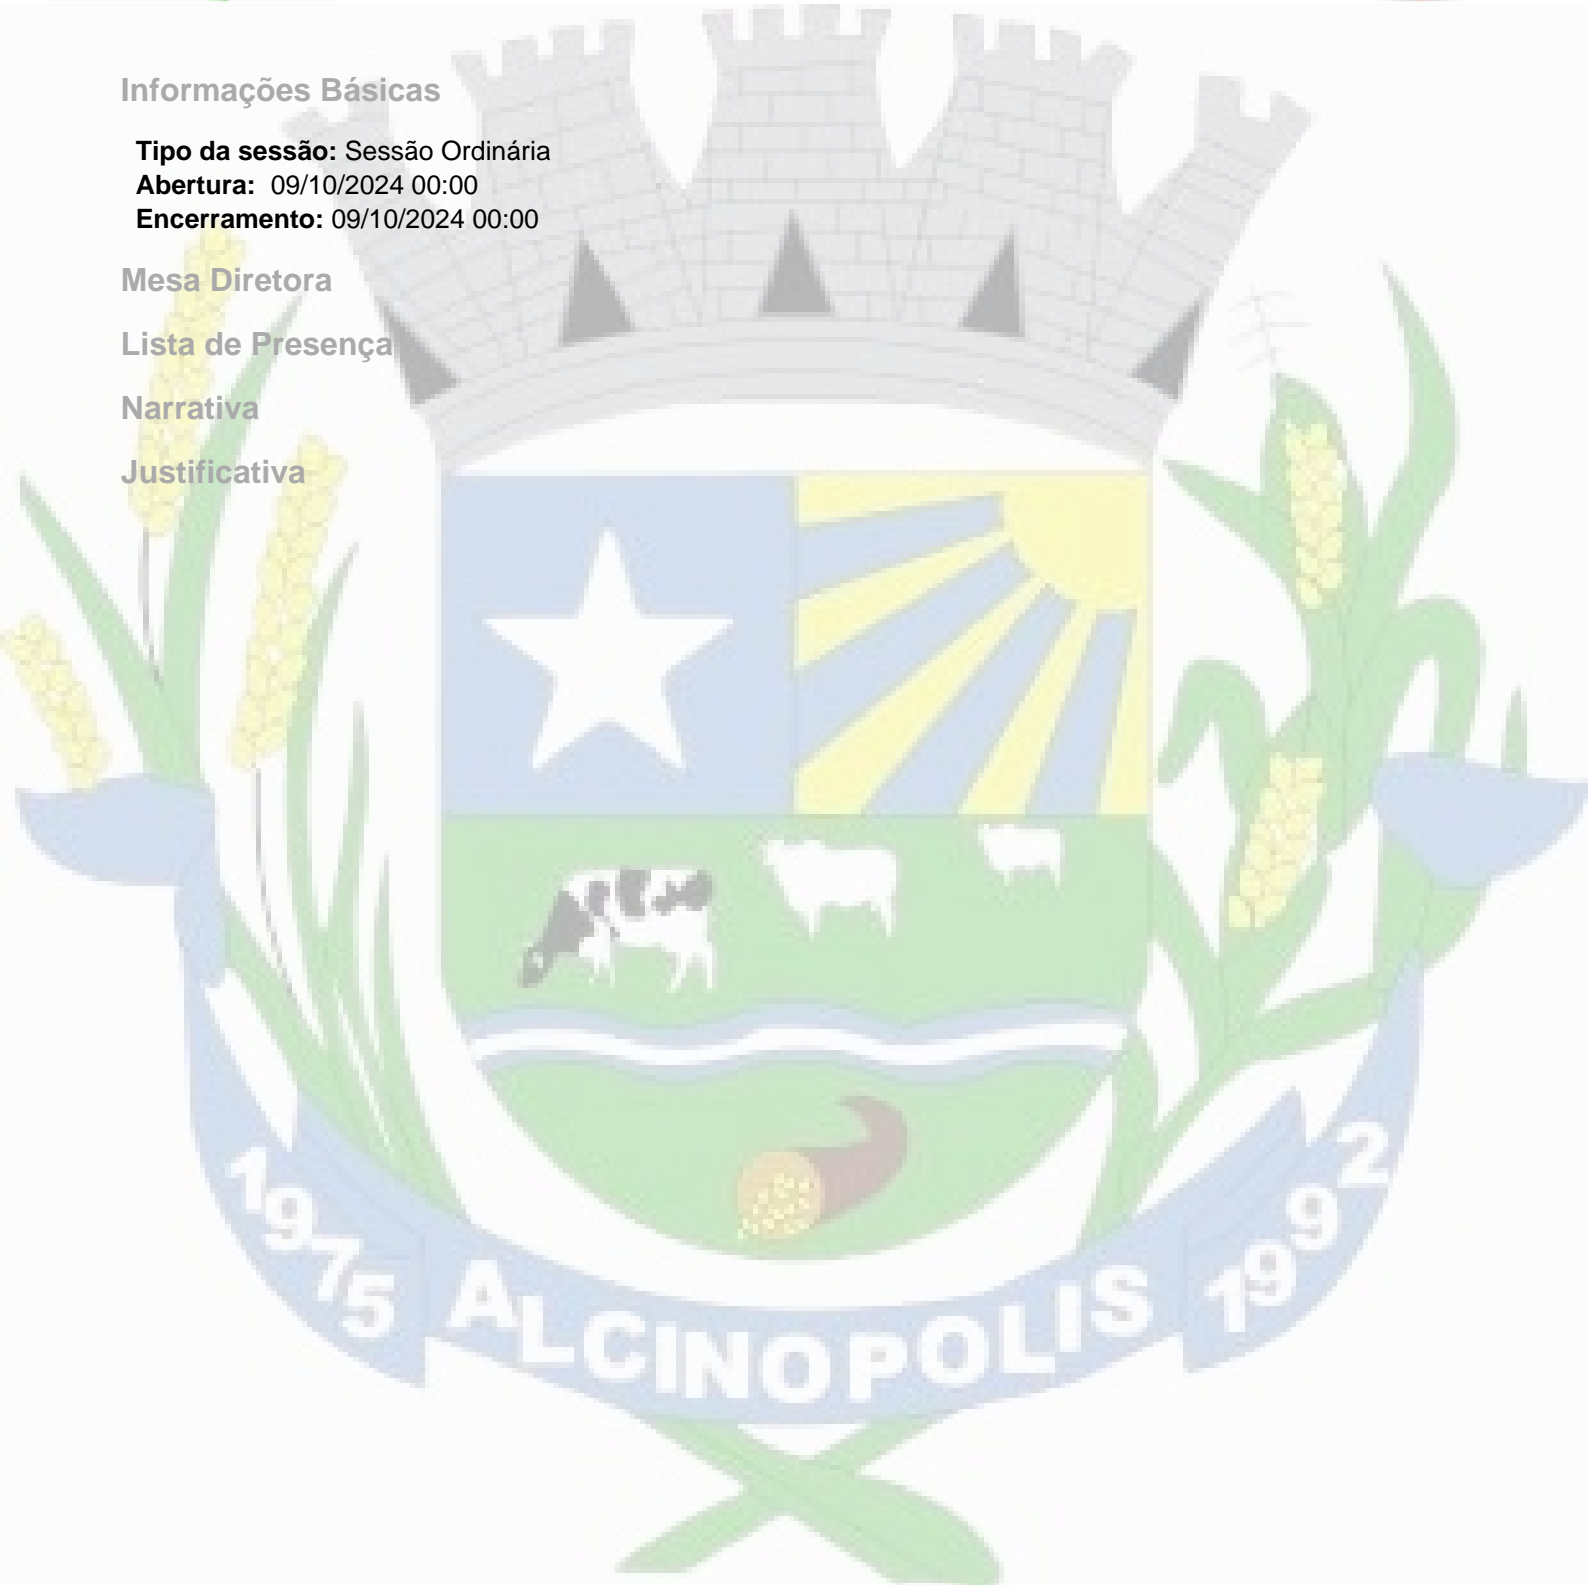 Informações Básicas
Tipo da sessão: Sessão Ordinária
Abertura: 09/10/2024 00:00
Encerramento: 09/10/2024 00:00
Mesa Diretora
Lista de Presença
Narrativa
Justificativa
1975 ALCINOPOLIS 1992